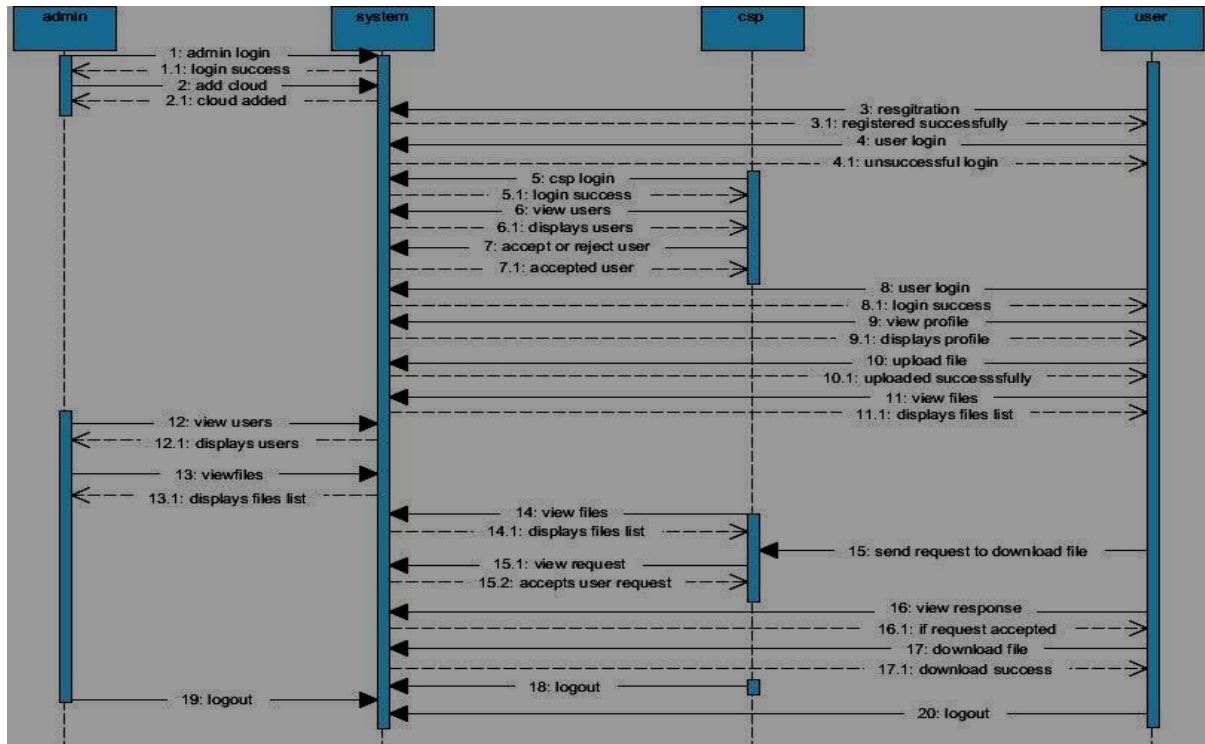 admin
system
csp
user
1: admin login
1.1: login success
2: add cloud
2.1: cloud added
3: resgitration
3.1: registered successfully
4: user login
4.1: unsuccessful login
5: csp login
5.1: login success
6: view users
6.1: displays users
7: accept or reject user
7.1: accepted user
8: user login
8.1: login success
9: view profile
9.1: displays profile
10: upload file
10.1: uploaded successsfully
11: view files
11.1: displays files list
12: view users
12.1: displays users
13: viewfiles
13.1: displays files list
14: view files
14.1: displays files list
15: send request to download file
15.1: view request
15.2: accepts user request
16: view response
16.1: if request accepted
17: download file
17.1: download success
18: logout
19: logout
20: logout